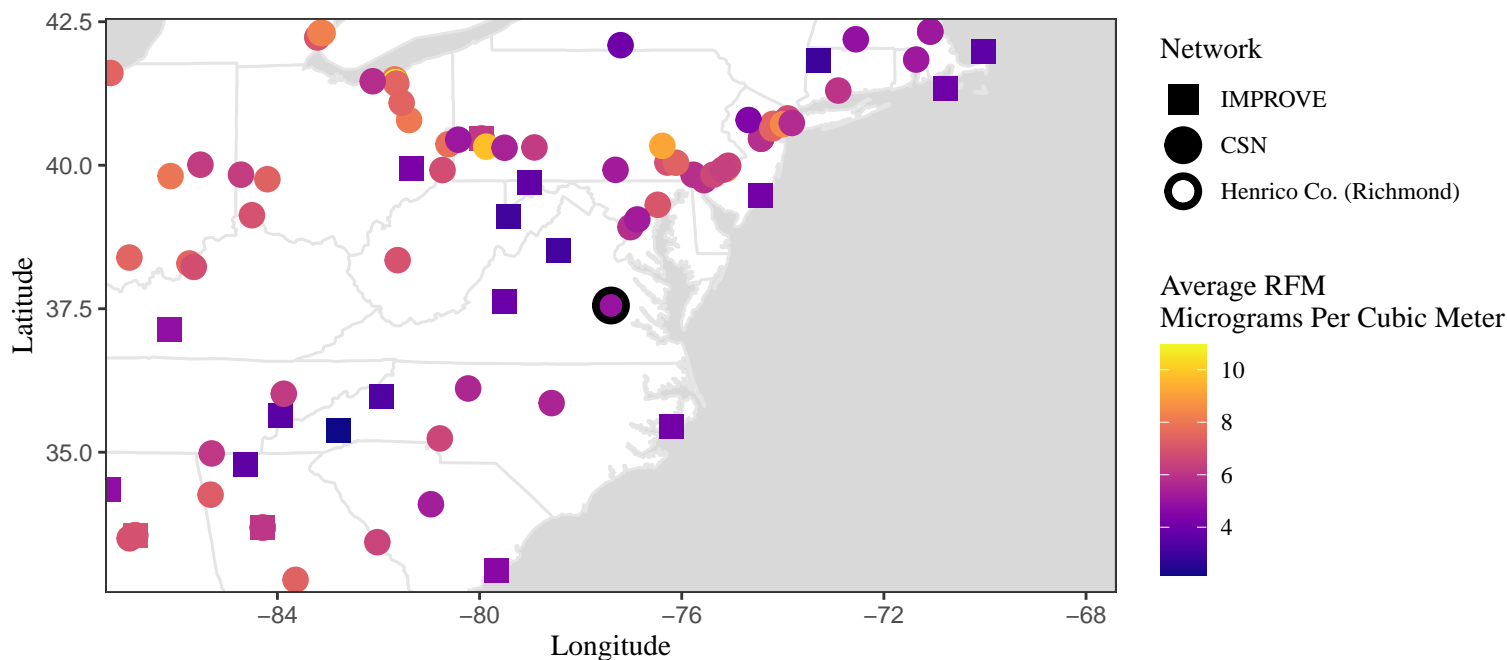 42.5
40.0
37.5
35.0
Latitude
−84
−80
−76
−72
−68
Longitude
Network
IMPROVE
CSN
Henrico Co. (Richmond)
Average RFM
Micrograms Per Cubic Meter
10
8
6
4